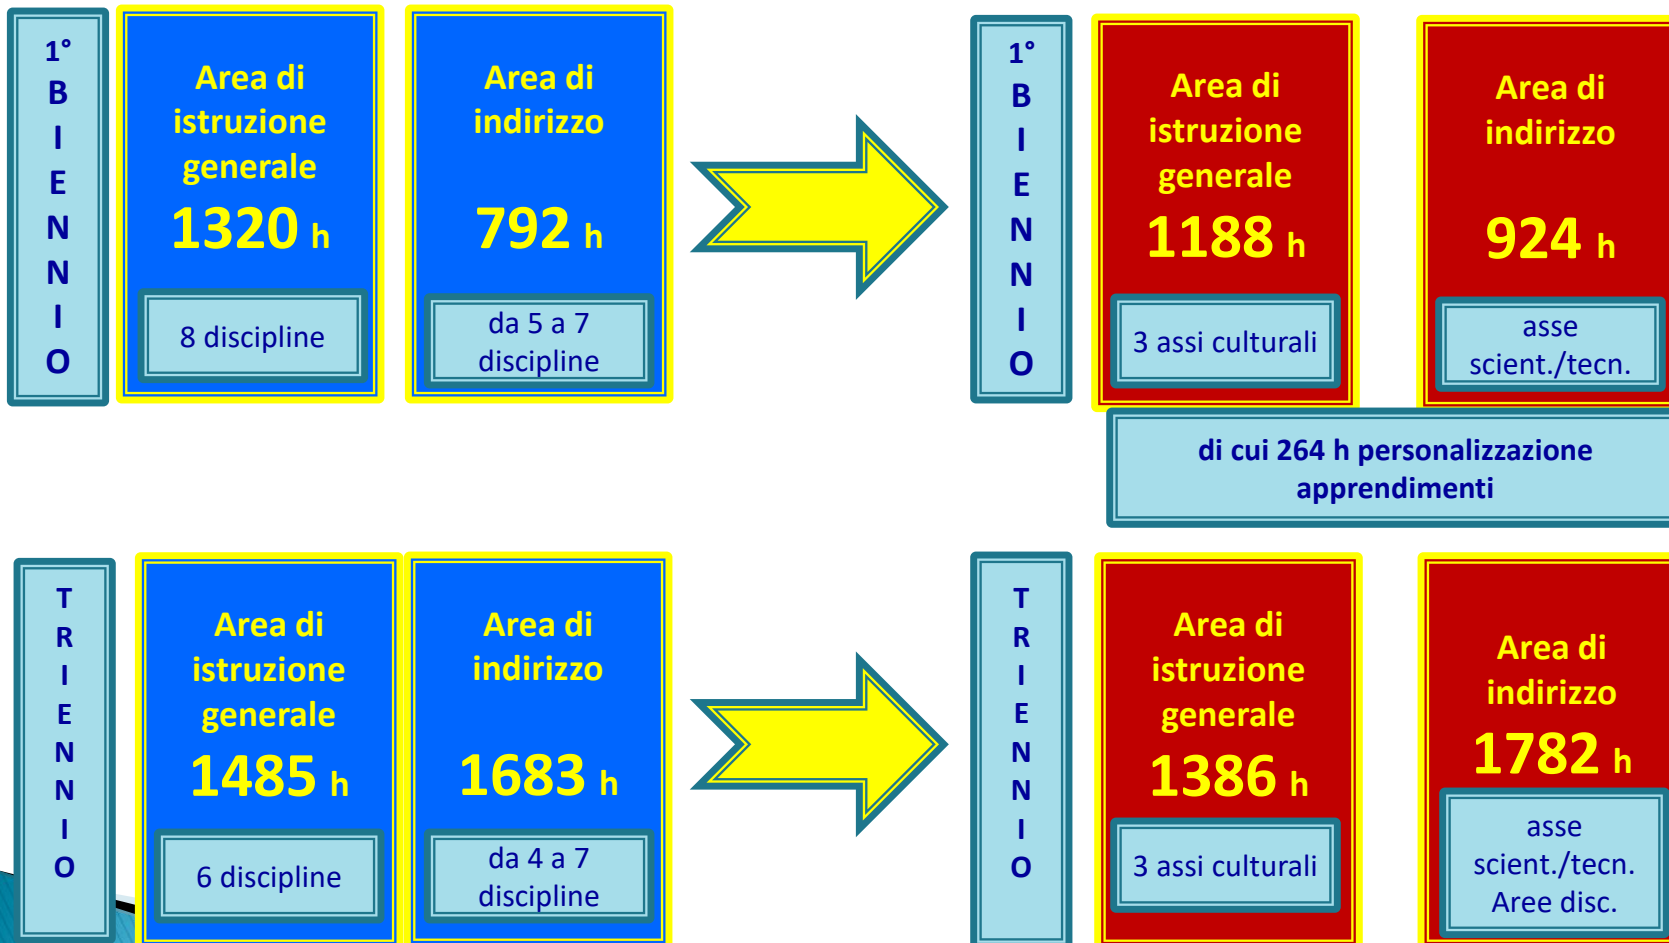 1°
B
I
E
N
N
I
O
Area di
istruzione
generale
1320 h
8 discipline
Area di
indirizzo
792 h
da 5 a 7
discipline
1°
B
I
E
N
N
I
O
Area di
istruzione
generale
1188 h
3 assi culturali
Area di
indirizzo
924 h
asse
scient./tecn.
di cui 264 h personalizzazione
apprendimenti
T
R
I
E
N
N
I
O
Area di
istruzione
generale
1485 h
6 discipline
Area di
indirizzo
1683 h
da 4 a 7
discipline
T
R
I
E
N
N
I
O
Area di
istruzione
generale
1386 h
3 assi culturali
Area di
indirizzo
1782 h
asse
scient./tecn.
Aree disc.